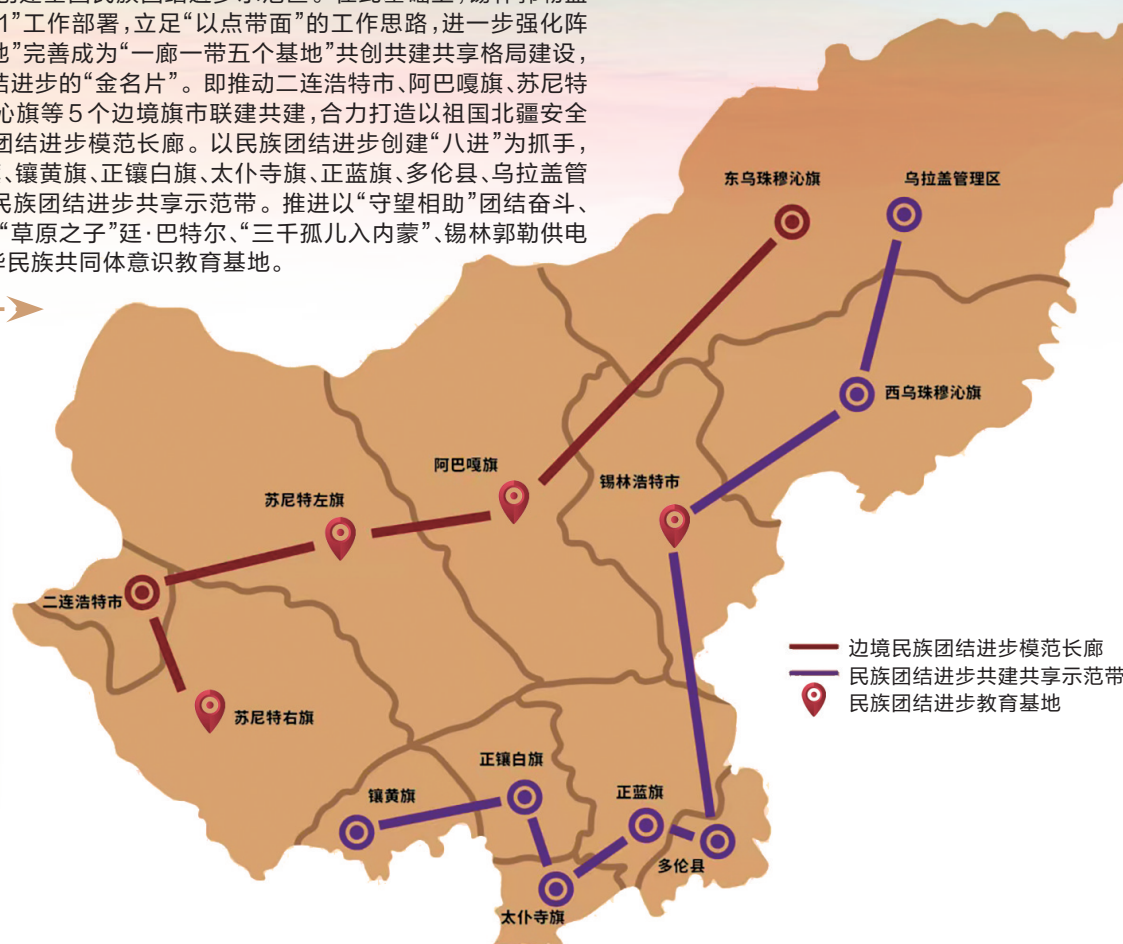 1”工作部署,立足“以点带面”的工作思路,进一步强化阵
地”完善成为“一廊一带五个基地”共创共建共享格局建设,
结进步的“金名片”。即推动二连浩特市、阿巴嘎旗、苏尼特
沁旗等5个边境旗市联建共建,合力打造以祖国北疆安全
团结进步模范长廊。以民族团结进步创建“八进”为抓手,
、镶黄旗、正镶白旗、太仆寺旗、正蓝旗、多伦县、乌拉盖管
民族团结进步共享示范带。推进以“守望相助”团结奋斗、
“草原之子”廷·巴特尔、“三千孤儿入内蒙”、锡林郭勒供电
华民族共同体意识教育基地。
东乌珠穆沁旗
乌拉盖管理区
西乌珠穆沁旗
阿巴嘎旗
锡林浩特市
苏尼特左旗
二连浩特市
苏尼特右旗
边境民族团结进步模范长廊
民族团结进步共建共享示范带
民族团结进步教育基地
正镶白旗
镶黄旗
正蓝旗
多伦县
太仆寺旗